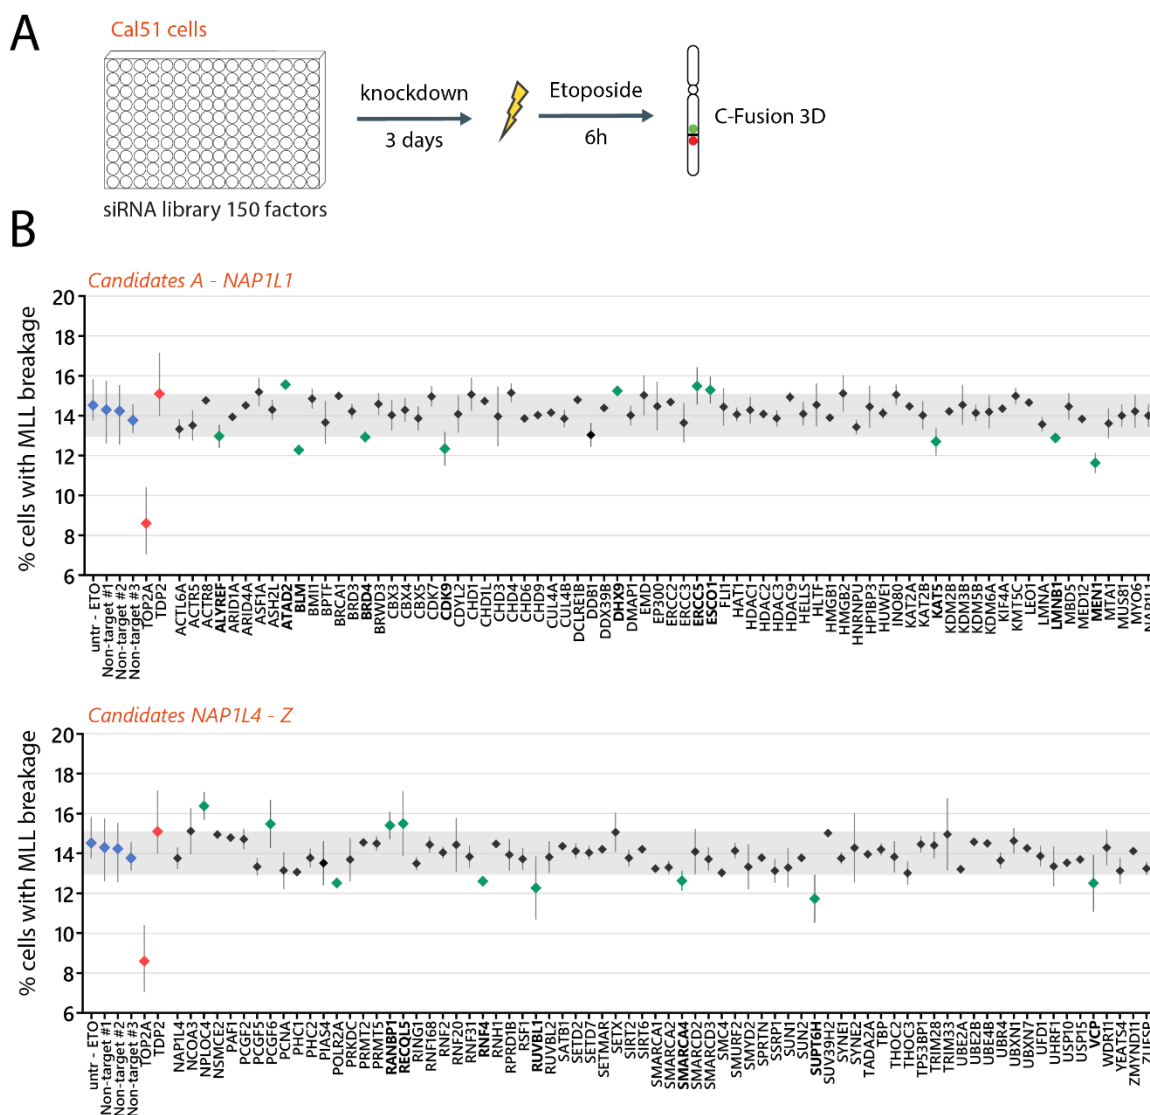 A
Cal51 cells
knockdown
3 days
Etoposide
6h
C-Fusion 3D
siRNA library 150 factors
B
Candidates A - NAP1L1
% cells with MLL breakage
20
18
16
14
12
10
8
6
untr - ETO
Non-target #1
Non-target #2
Non-target #3
TOP2A
TDP2
ACTL6A
ACTR5
ACTR8
ALYREF
ARID1A
ARID4A
ASF1A
ASH2L
ATAD2
BLM
BMI1
BPTF
BRCA1
BRD3
BRD4
BRWD3
CBX3
CBX4
CBX5
CDK7
CDK9
CDYL2
CHD1
CHD1L
CHD3
CHD4
CHD6
CHD9
CUL4A
CUL4B
DCLRE1B
DDB1
DDX39B
DHX9
DMAP1
EMD
EP300
ERCC2
ERCC3
ERCC5
ESCO1
FLI1
HAT1
HDAC1
HDAC2
HDAC3
HDAC9
HELLS
HLTF
HMGB1
HMGB2
HNRNPU
HP1BP3
HUWE1
INO80
KAT2A
KAT2B
KAT5
KDM2B
KDM3B
KDM5B
KDM6A
KIF4A
KMT5C
LEO1
LMNA
LMNB1
MBD5
MED12
MEN1
MTA1
MUS81
MYO6
NAP1L1
Candidates NAP1L4 - Z
% cells with MLL breakage
20
18
16
14
12
10
8
6
untr - ETO
Non-target #1
Non-target #2
Non-target #3
TOP2A
TDP2
NAP1L4
NCOA3
NPLOC4
NSMCE2
PAF1
PCGF2
PCGF5
PCGF6
PCNA
PHC1
PHC2
PIAS4
POLR2A
PRKDC
PRMT2
PRMT5
RANBP1
RECQL5
RING1
RNF168
RNF2
RNF20
RNF31
RNF4
RNH1
RPRD1B
RSF1
RUVBL1
RUVBL2
SATB1
SETD2
SETD7
SETMAR
SETX
SIRT2
SIRT6
SMARCA1
SMARCA2
SMARCA4
SMARCD2
SMARCD3
SMC4
SMURF2
SMYD2
SPRTN
SSRP1
SUN1
SUN2
SUPT6H
SUV39H2
SYNE1
SYNE2
TADA2A
TBP
THOC2
THOC3
TP53BP1
TRIM28
TRIM33
UBE2A
UBE2B
UBE4B
UBXN1
UBXN7
UBR4
UFD1
UHRF1
USP10
USP15
VCP
WDR11
YEATS4
ZMYND11
ZUFSP